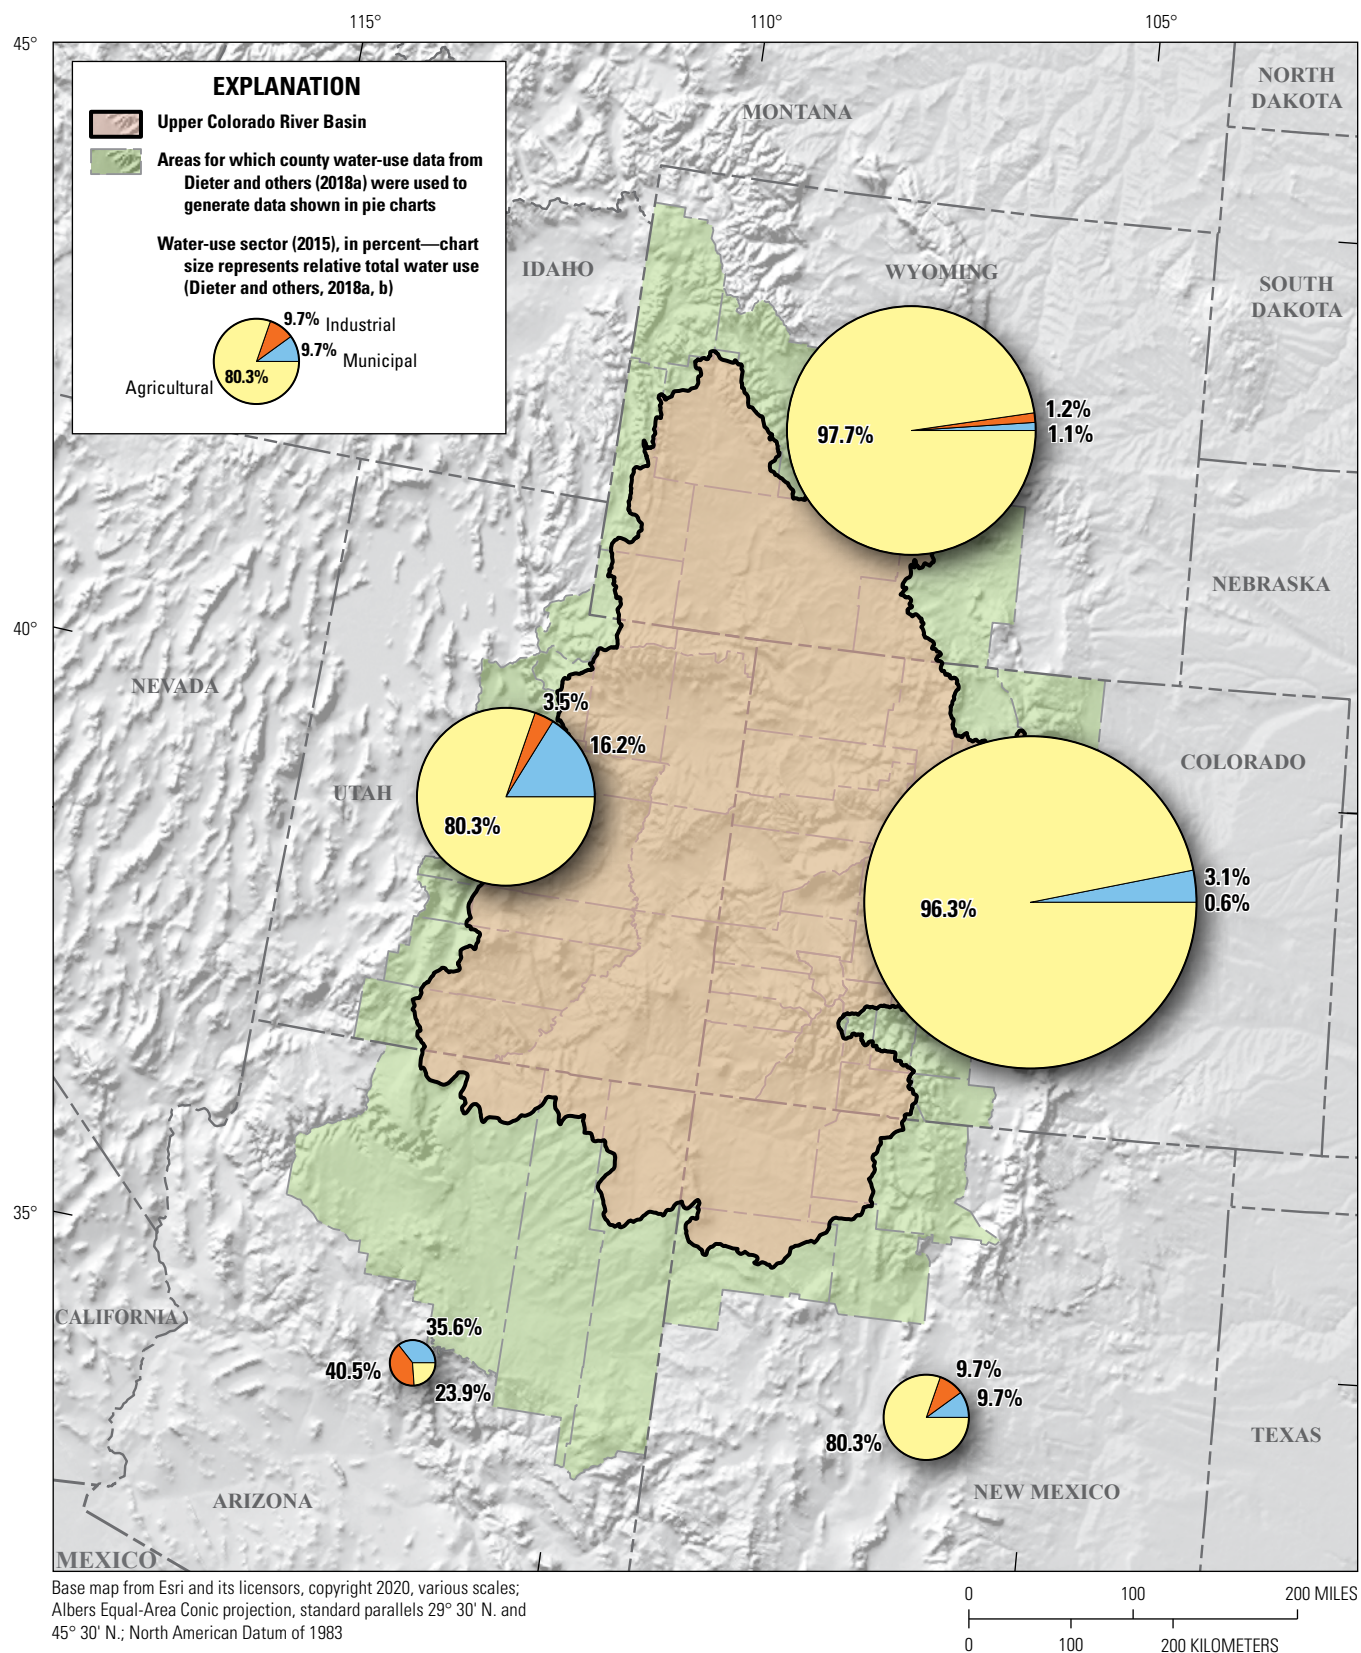 115°
110°
105°
45°
EXPLANATION
Upper Colorado River Basin
Areas for which county water-use data from
Dieter and others (2018a) were used to
generate data shown in pie charts
Water-use sector (2015), in percent—chart
size represents relative total water use
(Dieter and others, 2018a, b)
9.7% Industrial
9.7% Municipal
80.3%
Agricultural
MONTANA
NORTH
DAKOTA
IDAHO
WYOMING
SOUTH
DAKOTA
1.2%
97.7%
1.1%
NEBRASKA
40°
NEVADA
3.5%
16.2%
UTAH
80.3%
COLORADO
3.1%
96.3%
0.6%
35°
CALIFORNIA
35.6%
40.5%
23.9%
9.7%
9.7%
80.3%
TEXAS
ARIZONA
NEW MEXICO
MEXICO
Base map from Esri and its licensors, copyright 2020, various scales;
Albers Equal-Area Conic projection, standard parallels 29° 30' N. and
45° 30' N.; North American Datum of 1983
0 100 200 MILES
0 100 200 KILOMETERS